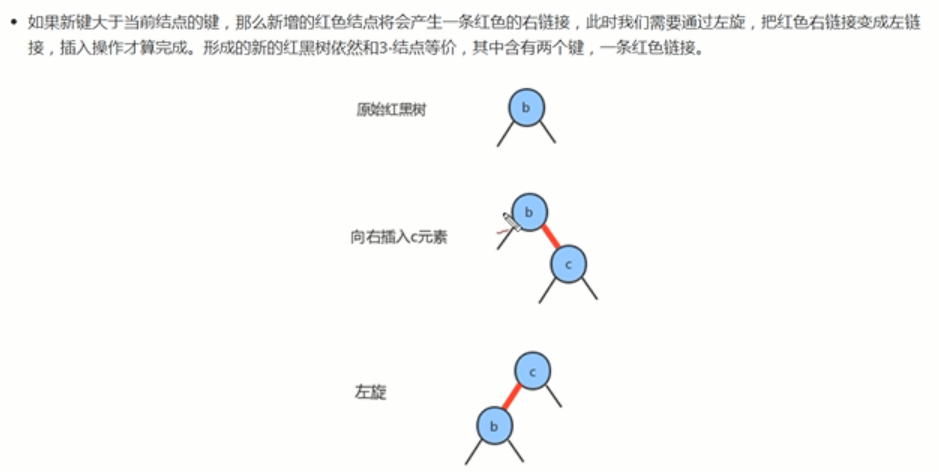 • 如果新键大于当前结点的键，那么新增的红色结点将会产生一条红色的右链接，此时我们需要通过左旋，把红色右链接变成左链
接，插入操作才算完成。形成的新的红黑树依然和3-结点等价，其中含有两个键，一条红色链接。
原始红黑树
b
向右插入c元素
b
c
左旋
c
b